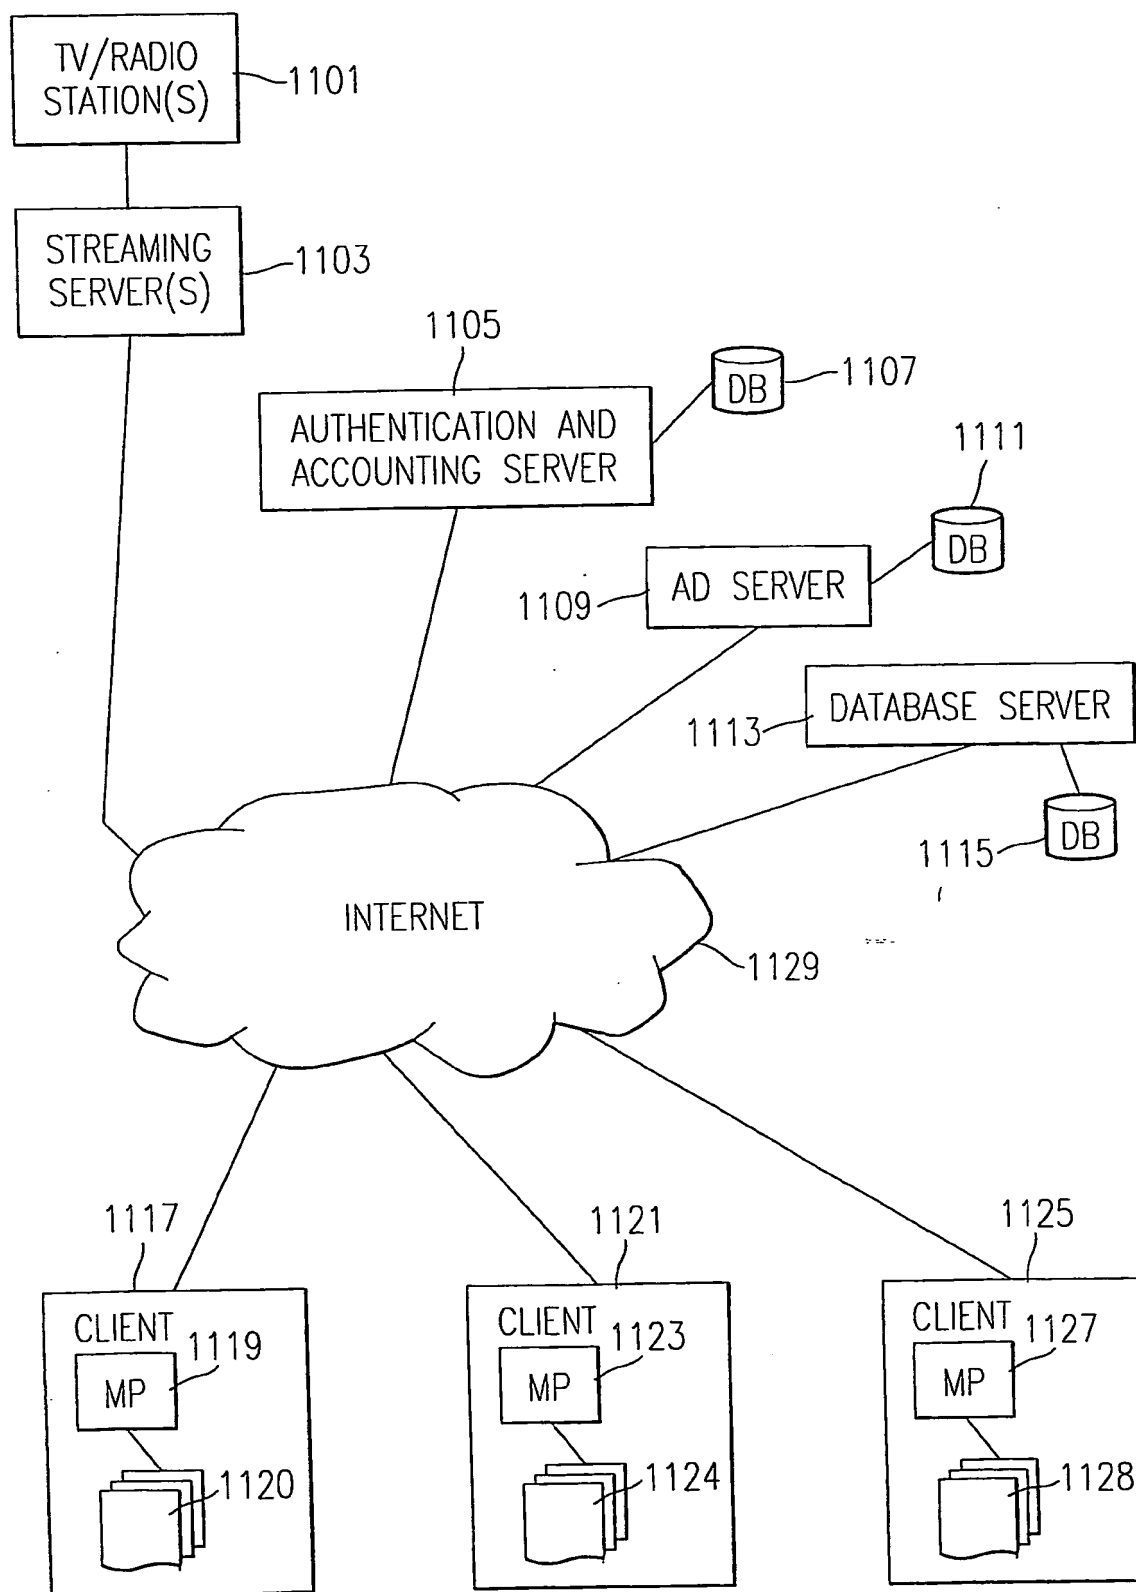 TV/RADIO
STATION(S)
1101
STREAMING
SERVER(S)
1103
1105
AUTHENTICATION AND
ACCOUNTING SERVER
DB
1107
1111
DB
1109
AD SERVER
1113
DATABASE SERVER
1115
DB
INTERNET
1129
1117
1121
1125
CLIENT
1119
MP
1120
CLIENT
1123
MP
1124
CLIENT
1127
MP
1128